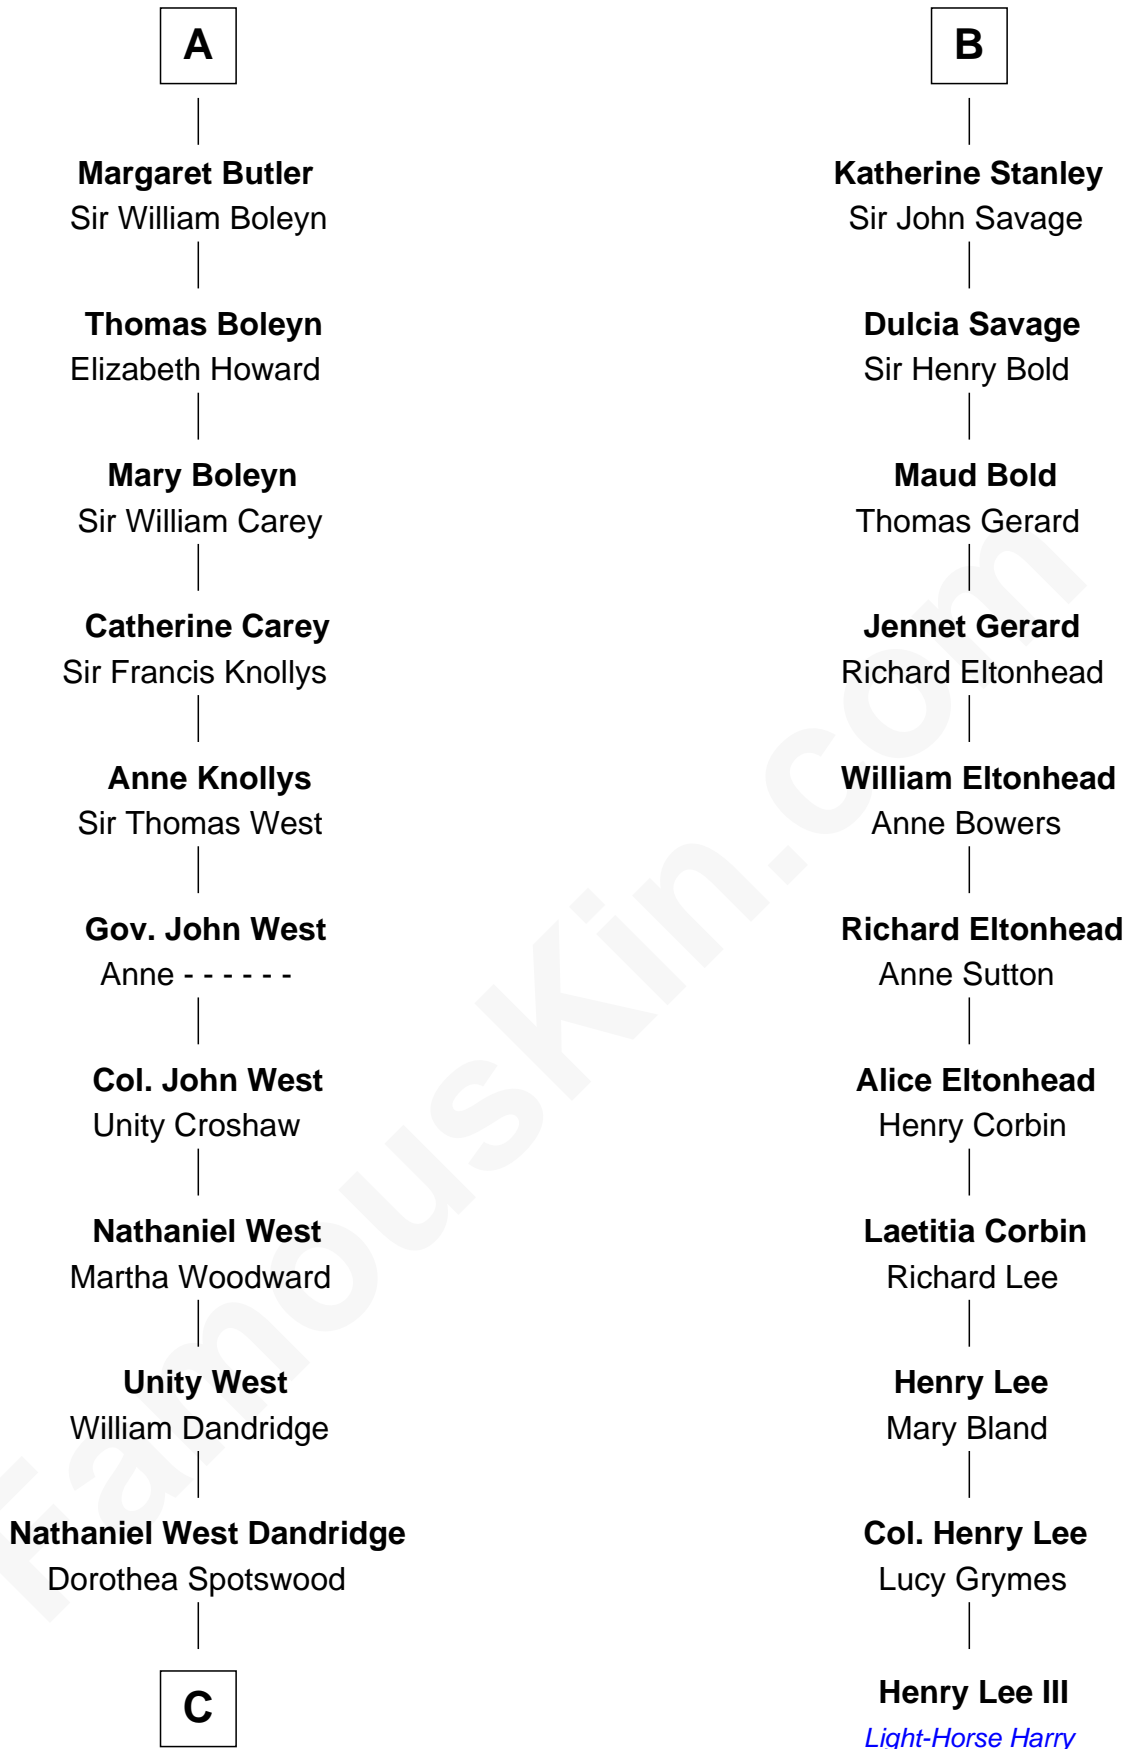 A
Margaret Butler
Sir William Boleyn
Thomas Boleyn
Elizabeth Howard
Mary Boleyn
Sir William Carey
Catherine Carey
Sir Francis Knollys
Anne Knollys
Sir Thomas West
Gov. John West
Anne - - - - - -
Col. John West
Unity Croshaw
Nathaniel West
Martha Woodward
Unity West
William Dandridge
Nathaniel West Dandridge
Dorothea Spotswood
C
B
Katherine Stanley
Sir John Savage
Dulcia Savage
Sir Henry Bold
Maud Bold
Thomas Gerard
Jennet Gerard
Richard Eltonhead
William Eltonhead
Anne Bowers
Richard Eltonhead
Anne Sutton
Alice Eltonhead
Henry Corbin
Laetitia Corbin
Richard Lee
Henry Lee
Mary Bland
Col. Henry Lee
Lucy Grymes
Henry Lee III
Light-Horse Harry
FamousKin.com